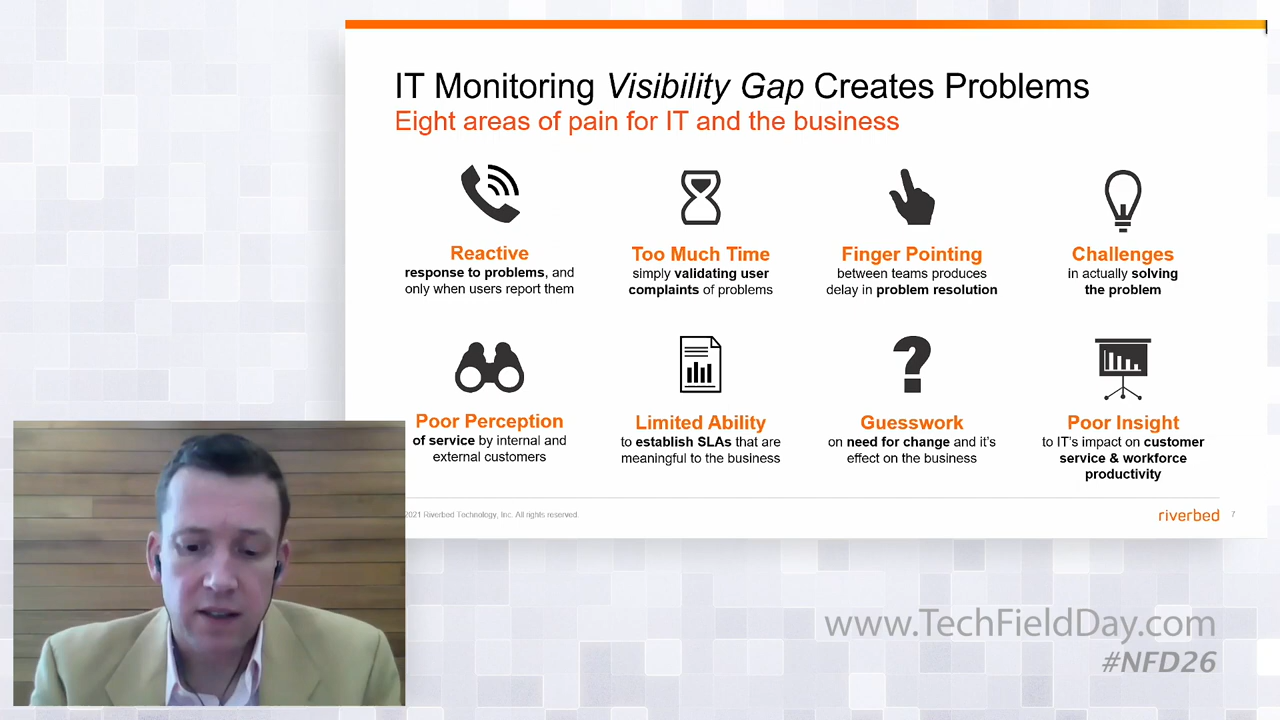 IT Monitoring Visibility Gap Creates Problems
Eight areas of pain for IT and the business
Reactive
response to problems, and
only when users report them
Too Much Time
simply validating user
complaints of problems
Finger Pointing
between teams produces
delay in problem resolution
Challenges
in actually solving
the problem
Poor Perception
of service by internal and
external customers
Limited Ability
to establish SLAs that are
meaningful to the business
Guesswork
on need for change and it's
effect on the business
Poor Insight
to IT's impact on customer
service & workforce
productivity
2021 Riverbed Technology, Inc. All rights reserved.
riverbed
7
www.TechFieldDay.com
#NFD26